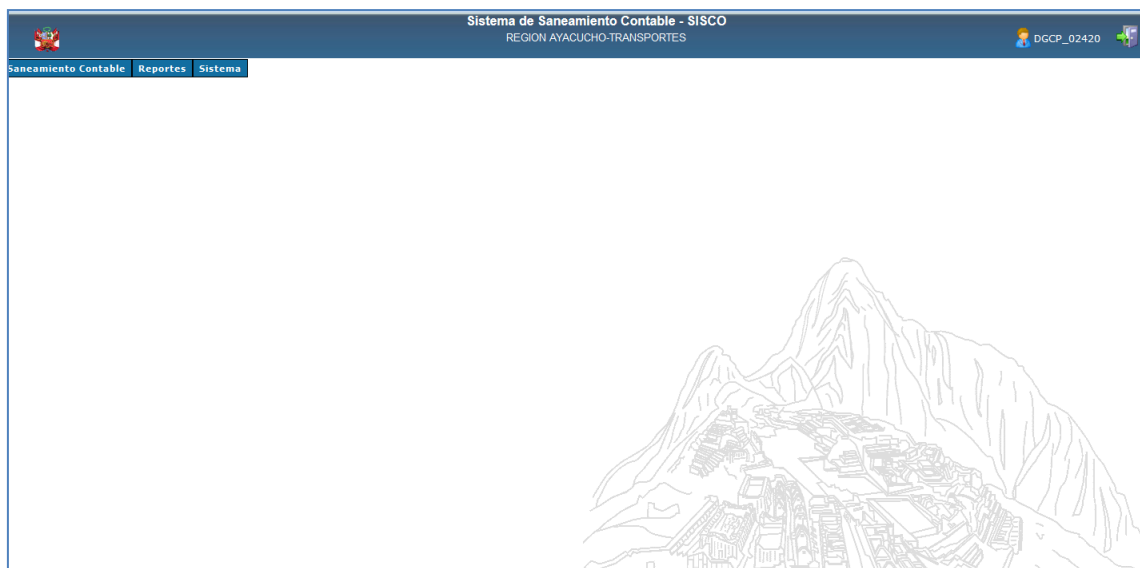 Sistema de Saneamiento Contable - SISCO
REGION AYACUCHO-TRANSPORTES
DGCP_02420
Saneamiento Contable Reportes Sistema